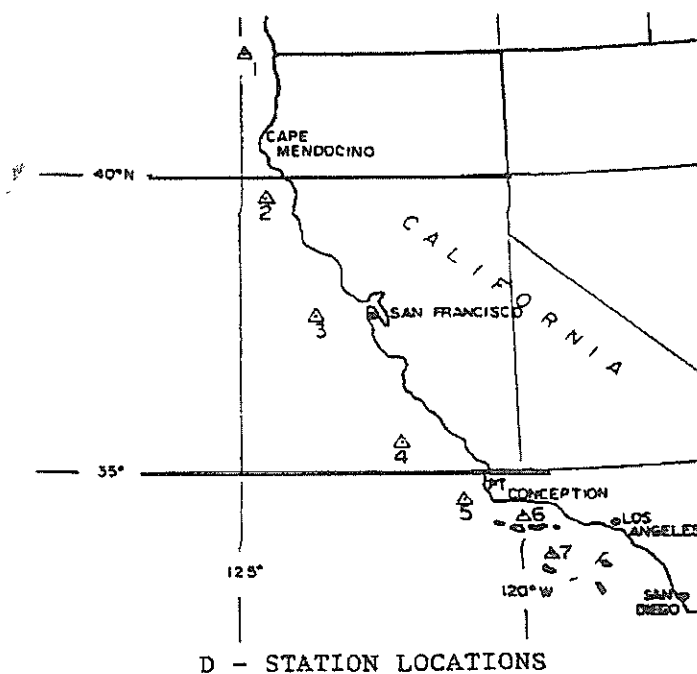 1
CAPE
MENDOCINO
40°N
2
CALIFORNIA
SAN FRANCISCO
3
4
35°
PT CONCEPTION
5
6
LOS
ANGELES
7
125°
120°W
SAN
DIEGO
D - STATION LOCATIONS